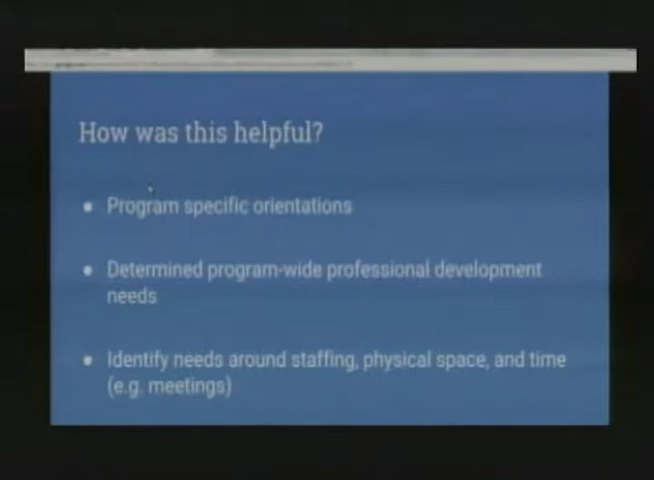 How was this helpful?
Program specific orientations
Determined program-wide professional development
needs
Identify needs around staffing, physical space, and time
(e.g. meetings)